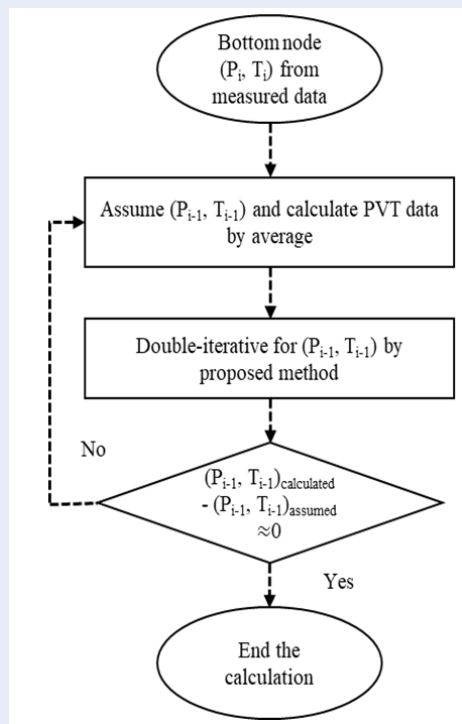 Bottom node
(Pi, Ti) from
measured data
Assume (Pi-1, Ti-1) and calculate PVT data
by average
Double-iterative for (Pi-1, Ti-1) by
proposed method
No
(Pi-1, Ti-1)calculated
- (Pi-1, Ti-1)assumed
≈0
Yes
End the
calculation